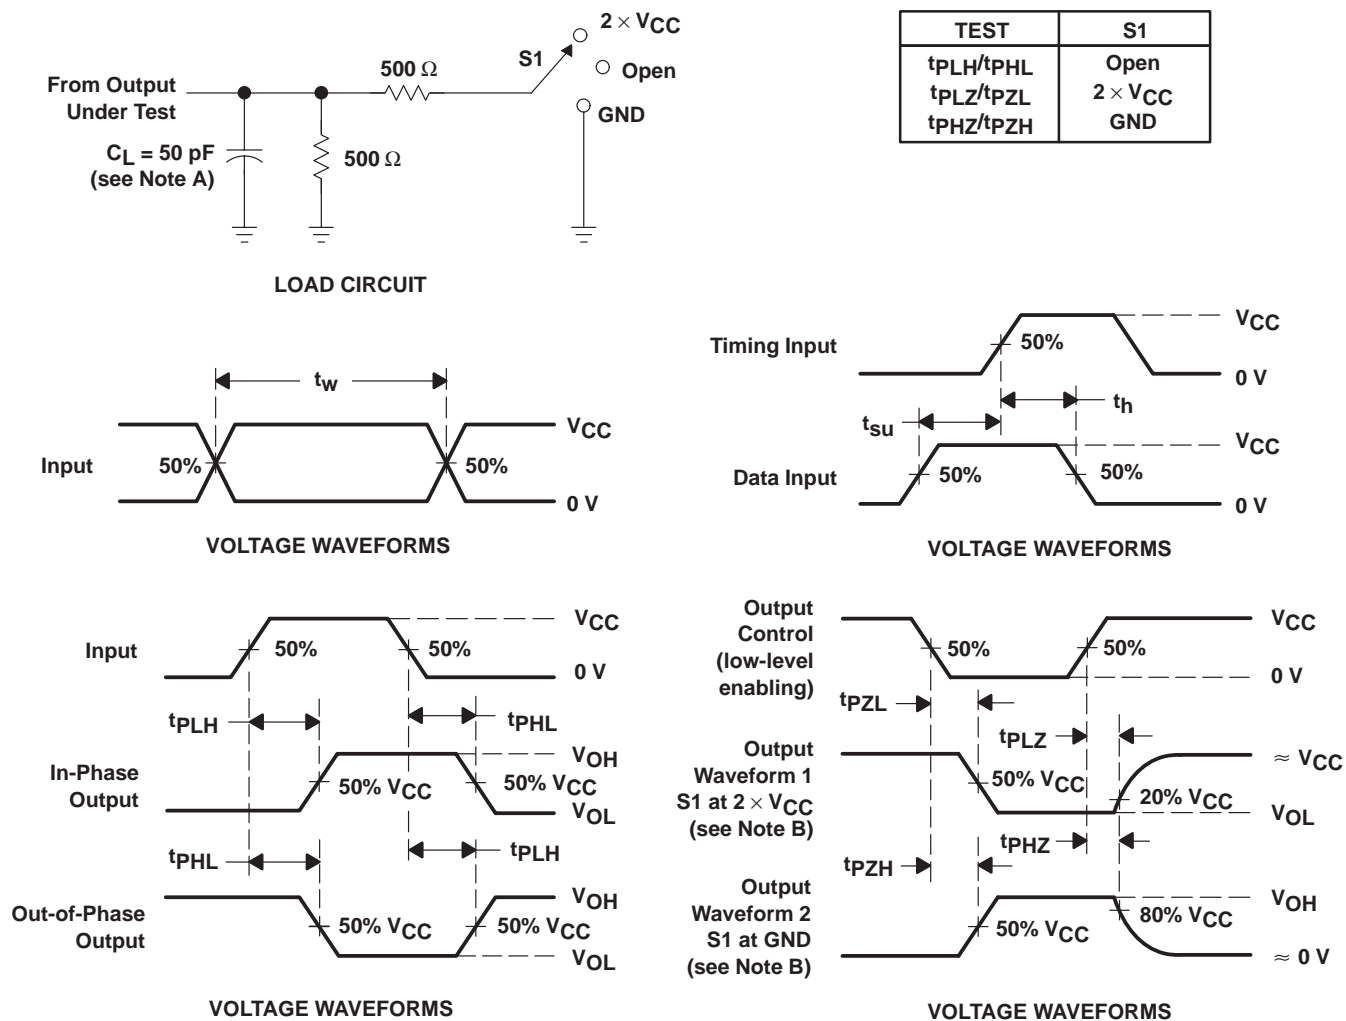 2 × VCC
S1
500 Ω
Open
From Output
Under Test
GND
CL = 50 pF
(see Note A)
500 Ω
LOAD CIRCUIT
TEST S1
tPLH/tPHL Open
tPLZ/tPZL 2 × VCC
tPHZ/tPZH GND
tw
VCC
Input
50%
50%
0 V
VOLTAGE WAVEFORMS
VCC
Timing Input
50%
0 V
th
tsu
VCC
Data Input
50%
50%
0 V
VOLTAGE WAVEFORMS
VCC
Input
50%
50%
0 V
tPLH
tPHL
VOH
In-Phase
Output
50% VCC
50% VCC
VOL
tPHL
tPLH
VOH
Out-of-Phase
Output
50% VCC
50% VCC
VOL
VOLTAGE WAVEFORMS
Output
Control
(low-level
enabling)
VCC
50%
50%
0 V
tPZL
tPLZ
Output
Waveform 1
S1 at 2 × VCC
(see Note B)
≈ VCC
50% VCC
20% VCC
VOL
tPHZ
tPZH
Output
Waveform 2
S1 at GND
(see Note B)
VOH
50% VCC
80% VCC
≈ 0 V
VOLTAGE WAVEFORMS